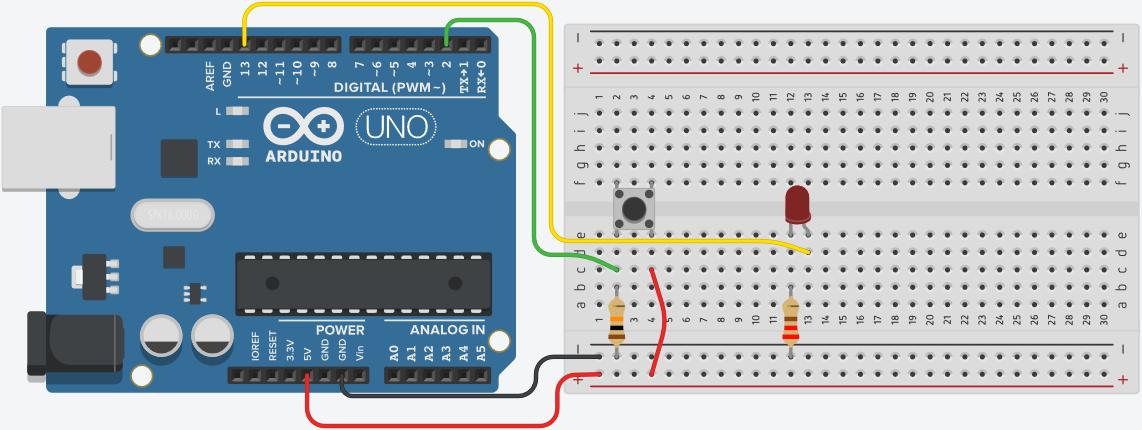 AREF
GND
13
12
~11
~10
~9
8
7
~6
~5
4
~3
2
TX→1
RX←0
DIGITAL (PWM~)
L
TX
RX
UNO
ARDUINO
ON
SPK16.000G
IOREF
RESET
3.3V
5V
GND
GND
Vin
POWER
A0
A1
A2
A3
A4
A5
ANALOG IN
− −
+ +
1 2 3 4 5 6 7 8 9 10 11 12 13 14 15 16 17 18 19 20 21 22 23 24 25 26 27 28 29 30
j j
i i
h h
g g
f f
e e
d d
c c
b b
a a
1 2 3 4 5 6 7 8 9 10 11 12 13 14 15 16 17 18 19 20 21 22 23 24 25 26 27 28 29 30
− −
+ +